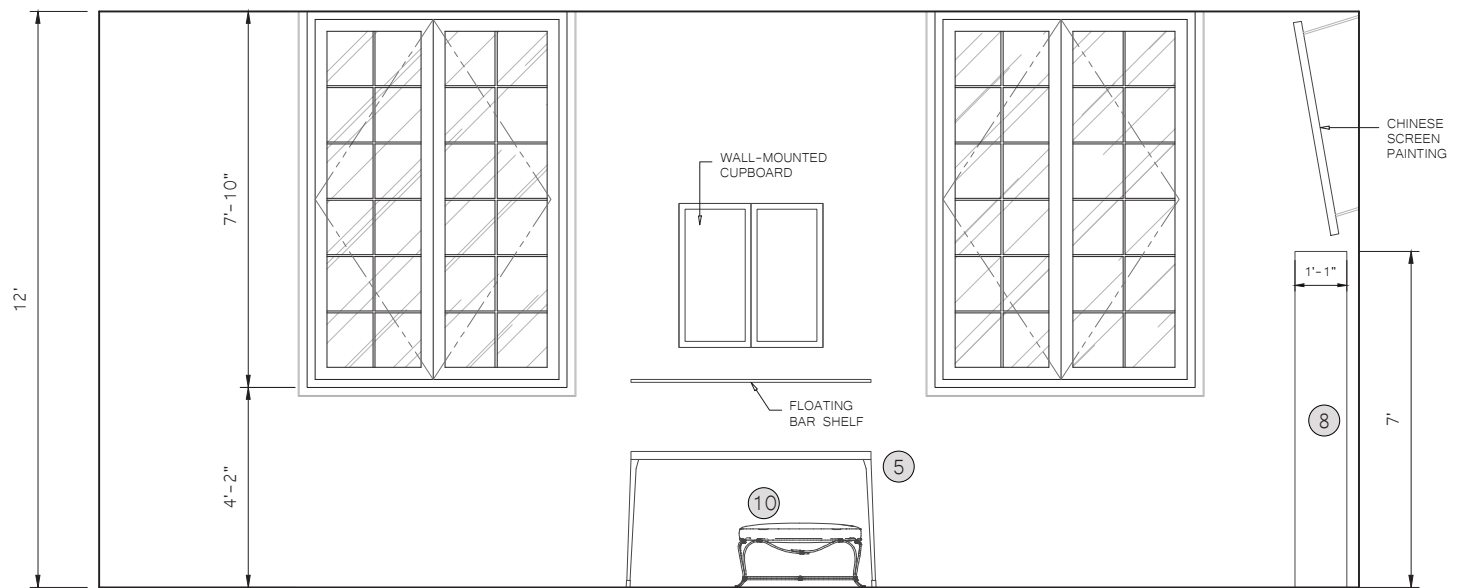 12'
7'-10"
4'-2"
WALL-MOUNTED
CUPBOARD
FLOATING
BAR SHELF
5
10
CHINESE
SCREEN
PAINTING
1'-1"
8
7'